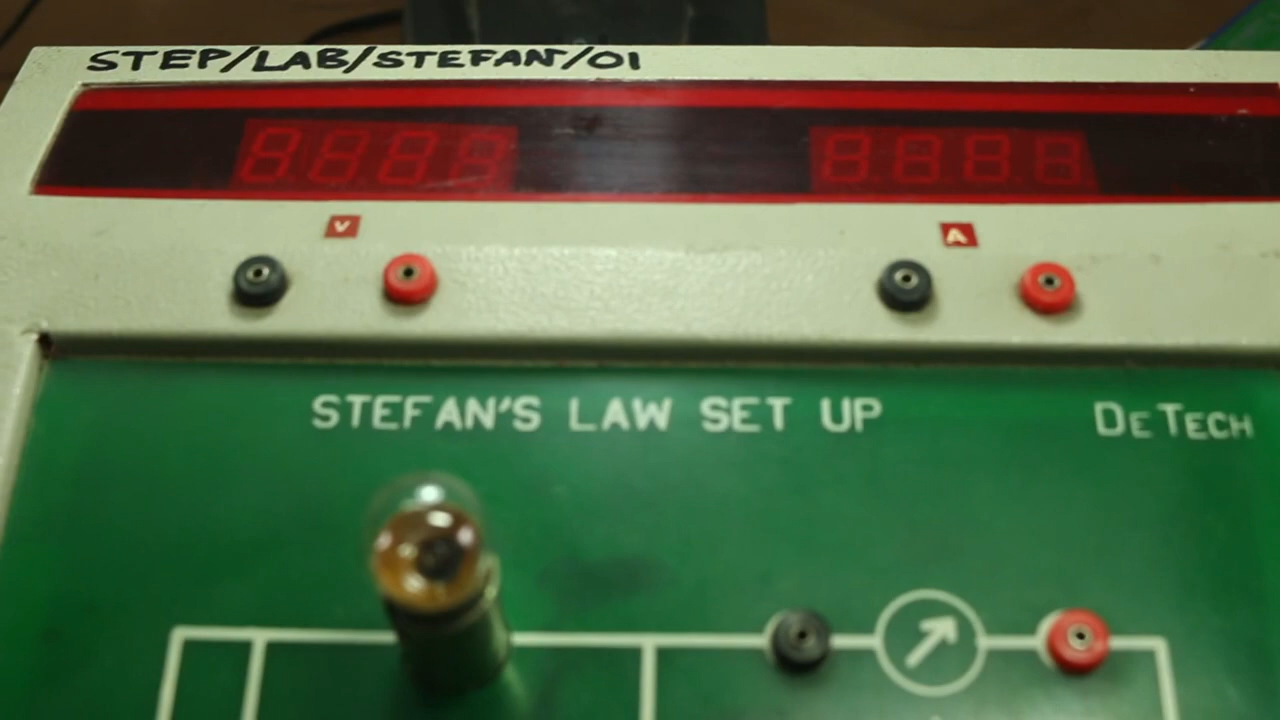 STEP/LAB/STEFAN/01
V
A
STEFAN'S LAW SET UP
DETECH